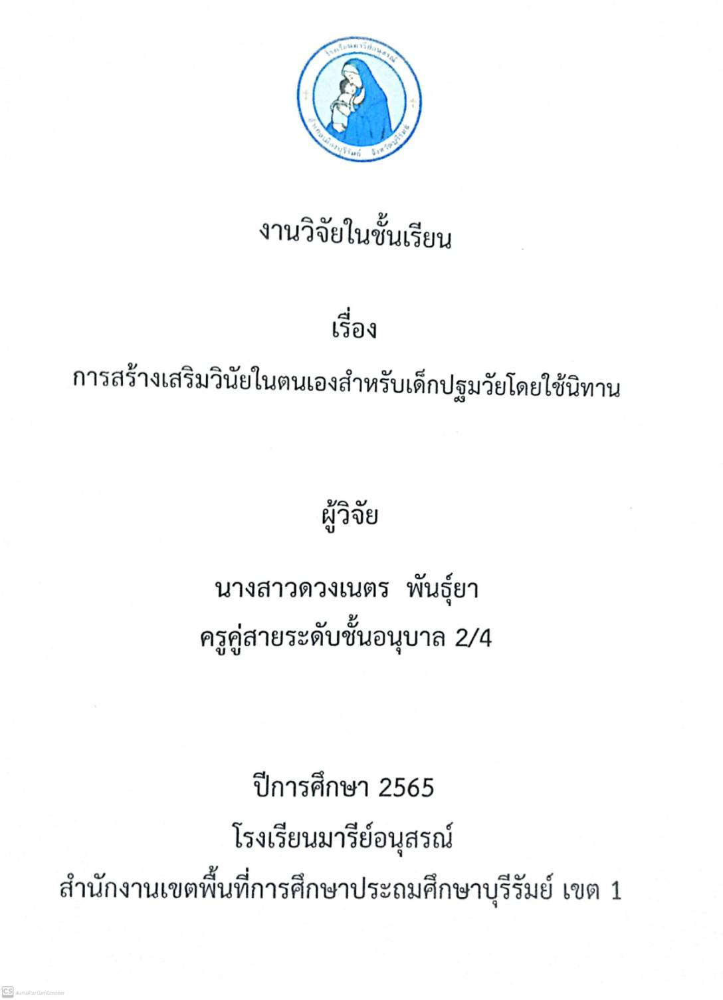 โรงเรียนมารีย์อนุสรณ์
อำเภอเมืองบุรีรัมย์ จังหวัดบุรีรัมย์
งานวิจัยในชั้นเรียน
เรื่อง
การสร้างเสริมวินัยในตนเองสำหรับเด็กปฐมวัยโดยใช้นิทาน
ผู้วิจัย
นางสาวดวงเนตร พันธุ์ยา
ครูคู่สายระดับชั้นอนุบาล 2/4
ปีการศึกษา 2565
โรงเรียนมารีย์อนุสรณ์
สำนักงานเขตพื้นที่การศึกษาประถมศึกษาบุรีรัมย์ เขต 1
CS สแกนด้วย CamScanner